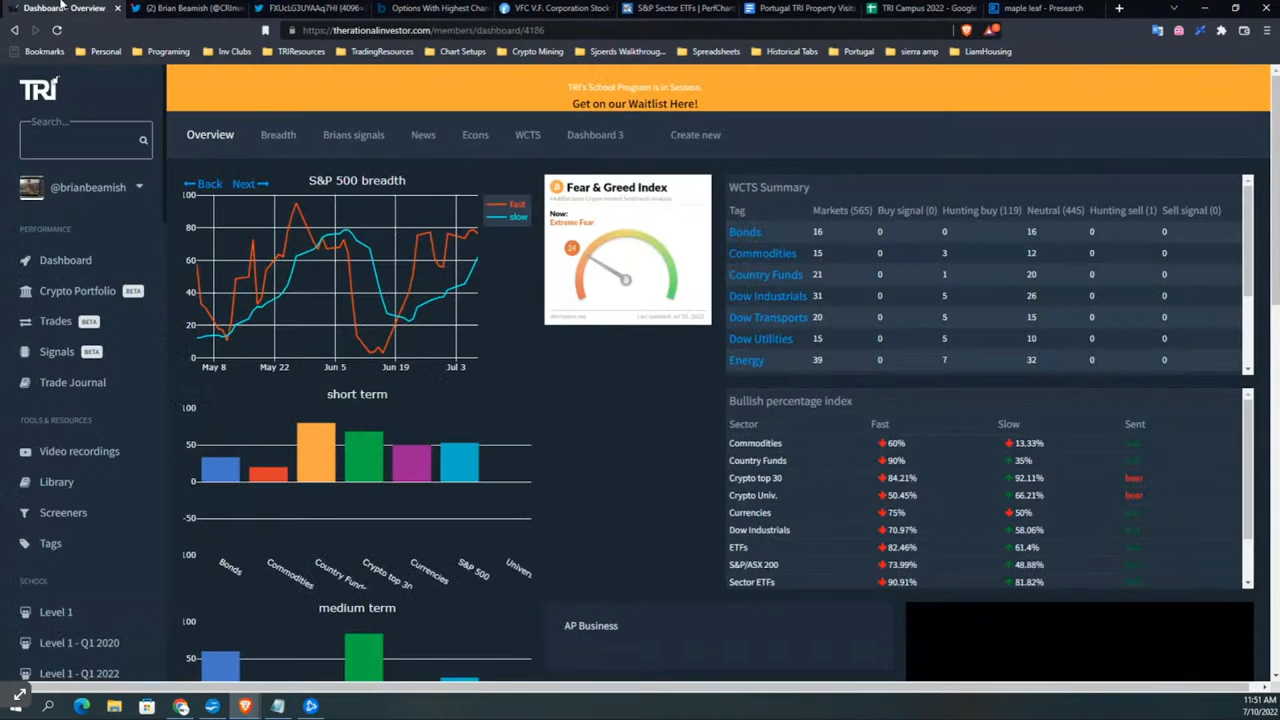 Dashboard - Overview
(2) Brian Beamish (@CRInv
FXUcLG3UYAAq7HI (4096×
Options With Highest Chan
VFC V.F. Corporation Stock
S&P Sector ETFs | PerfChart
Portugal TRI Property Visits
TRI Campus 2022 - Google
maple leaf - Presearch
https://therationalinvestor.com/members/dashboard/4186
Bookmarks Personal Programing Inv Clubs TRIResources TradingResources Chart Setups Crypto Mining Sjoerds Walkthroug... Spreadsheets Historical Tabs Portugal sierra amp LiamHousing
TRI
TRI's School Program is in Session.
Get on our Waitlist Here!
Search...
@brianbeamish
PERFORMANCE
Dashboard
Crypto Portfolio BETA
Trades BETA
Signals BETA
Trade Journal
TOOLS & RESOURCES
Video recordings
Library
Screeners
Tags
SCHOOL
Level 1
Level 1 - Q1 2020
Level 1 - Q1 2022
Overview Breadth Brians signals News Econs WCTS Dashboard 3 Create new
Back Next S&P 500 breadth
100
80
60
40
20
0
May 8 May 22 Jun 5 Jun 19 Jul 3
fast
slow
short term
100
50
0
-50
100
Bonds Commodities Country Fun Crypto top 30 Currencies S&P 500 Univers
medium term
100
50
Fear & Greed Index
Multifactorial Crypto Market Sentiment Analysis
Now:
Extreme Fear
24
alternative.me Last updated: Jul 10, 2022
WCTS Summary
Tag Markets (565) Buy signal (0) Hunting buy (119) Neutral (445) Hunting sell (1) Sell signal (0)
Bonds 16 0 0 16 0 0
Commodities 15 0 3 12 0 0
Country Funds 21 0 1 20 0 0
Dow Industrials 31 0 5 26 0 0
Dow Transports 20 0 5 15 0 0
Dow Utilities 15 0 5 10 0 0
Energy 39 0 7 32 0 0
Bullish percentage index
Sector Fast Slow Sent
Commodities 60% 13.33%
Country Funds 90% 35%
Crypto top 30 84.21% 92.11% bear
Crypto Univ. 50.45% 66.21% bear
Currencies 75% 50%
Dow Industrials 70.97% 58.06%
ETFs 82.46% 61.4%
S&P/ASX 200 73.99% 48.88%
Sector ETFs 90.91% 81.82%
AP Business
11:51 AM
7/10/2022